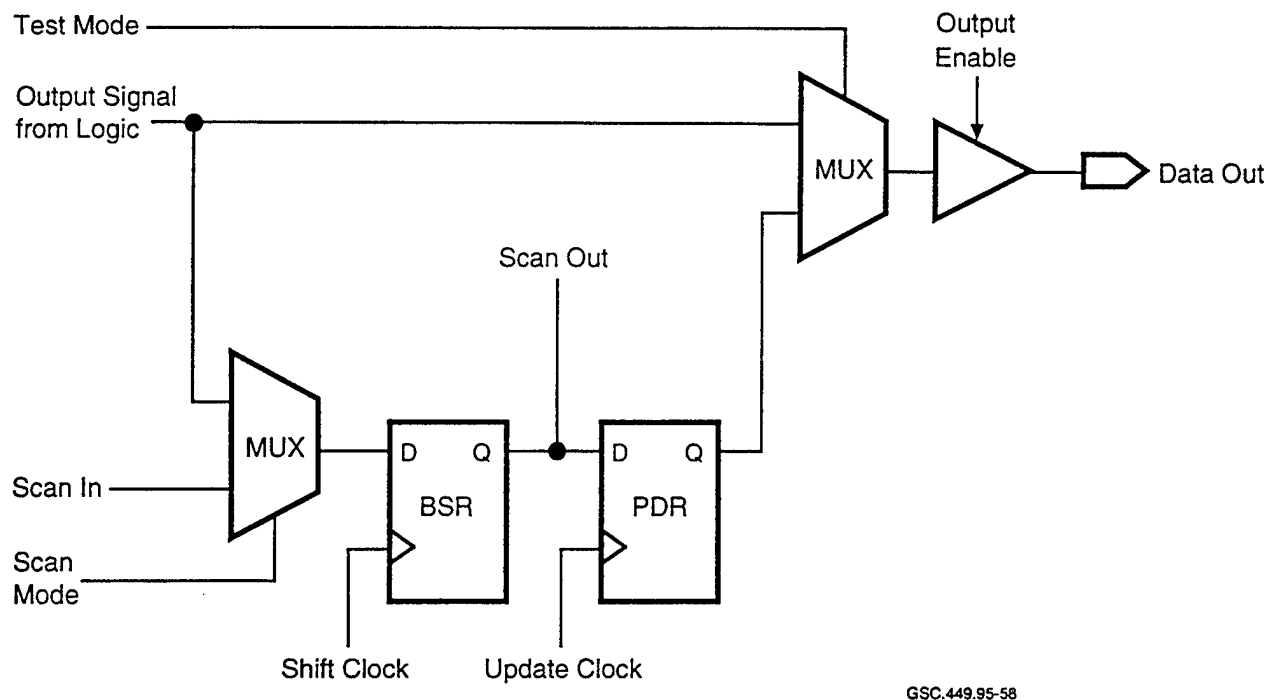 Test Mode
Output
Enable
Output Signal
from Logic
MUX
Data Out
Scan Out
MUX
D
Q
D
Q
Scan In
BSR
PDR
Scan
Mode
Shift Clock
Update Clock
GSC.449.95-58